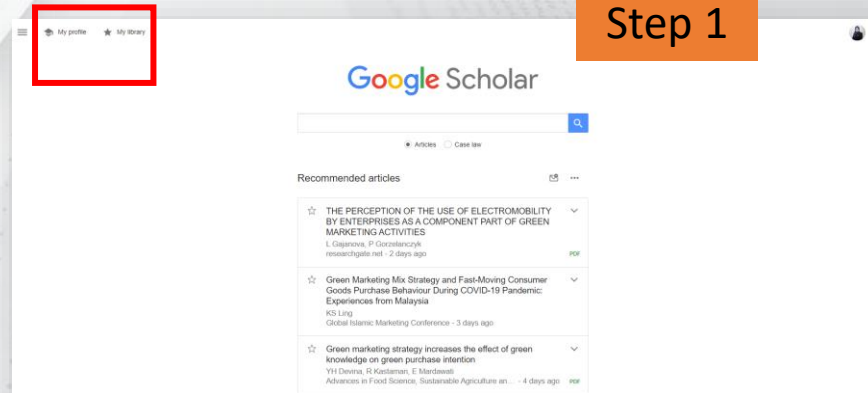 Step 1
My profile My library
Google Scholar
Articles Case law
Recommended articles
THE PERCEPTION OF THE USE OF ELECTROMOBILITY
BY ENTERPRISES AS A COMPONENT PART OF GREEN
MARKETING ACTIVITIES
L Gajanova, P Gorzelanczyk
researchgate.net - 2 days ago PDF
Green Marketing Mix Strategy and Fast-Moving Consumer
Goods Purchase Behaviour During COVID-19 Pandemic:
Experiences from Malaysia
KS Ling
Global Islamic Marketing Conference - 3 days ago
Green marketing strategy increases the effect of green
knowledge on green purchase intention
YH Devina, R Kastaman, E Mardawati
Advances in Food Science, Sustainable Agriculture an... - 4 days ago PDF